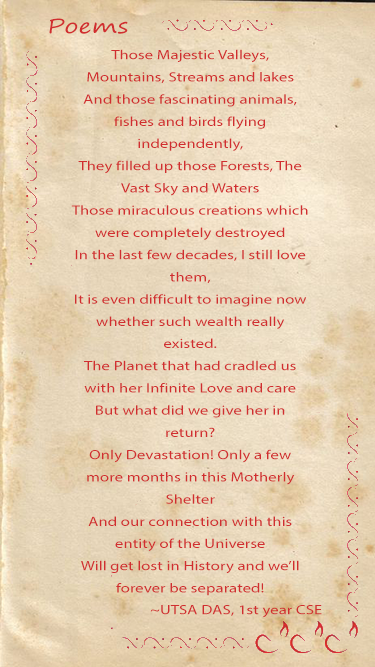 Poems
Those Majestic Valleys,
Mountains, Streams and lakes
And those fascinating animals,
fishes and birds flying
independently,
They filled up those Forests, The
Vast Sky and Waters
Those miraculous creations which
were completely destroyed
In the last few decades, I still love
them,
It is even difficult to imagine now
whether such wealth really
existed.
The Planet that had cradled us
with her Infinite Love and care
But what did we give her in
return?
Only Devastation! Only a few
more months in this Motherly
Shelter
And our connection with this
entity of the Universe
Will get lost in History and we'll
forever be separated!
~UTSA DAS, 1st year CSE